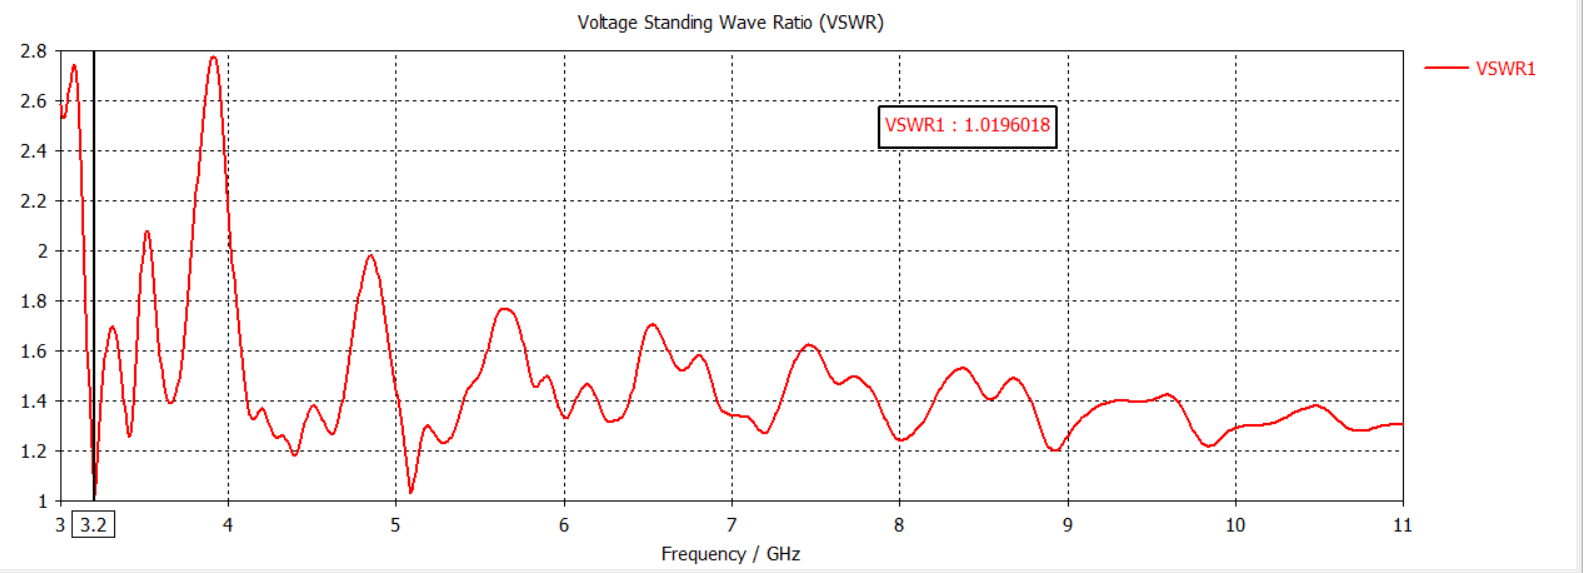 Voltage Standing Wave Ratio (VSWR)
2.8
2.6
2.4
2.2
2
1.8
1.6
1.4
1.2
1
VSWR1 : 1.0196018
VSWR1
3 3.2 4 5 6 7 8 9 10 11
Frequency / GHz